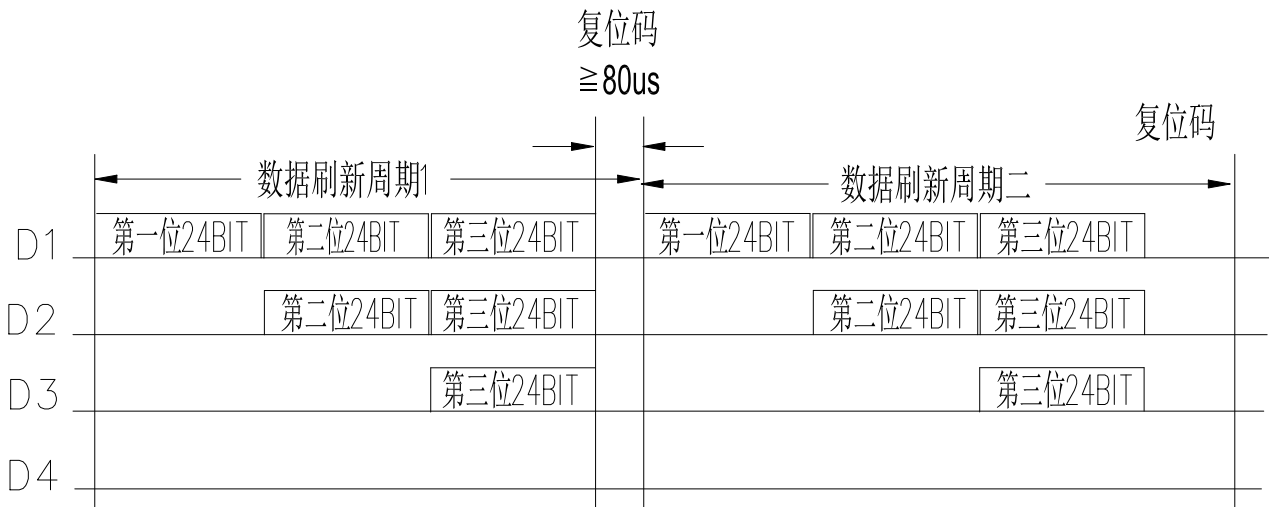 复位码
≧80us
复位码
数据刷新周期1
数据刷新周期二
D1 第一位24BIT 第二位24BIT 第三位24BIT 第一位24BIT 第二位24BIT 第三位24BIT
D2 第二位24BIT 第三位24BIT 第二位24BIT 第三位24BIT
D3 第三位24BIT 第三位24BIT
D4